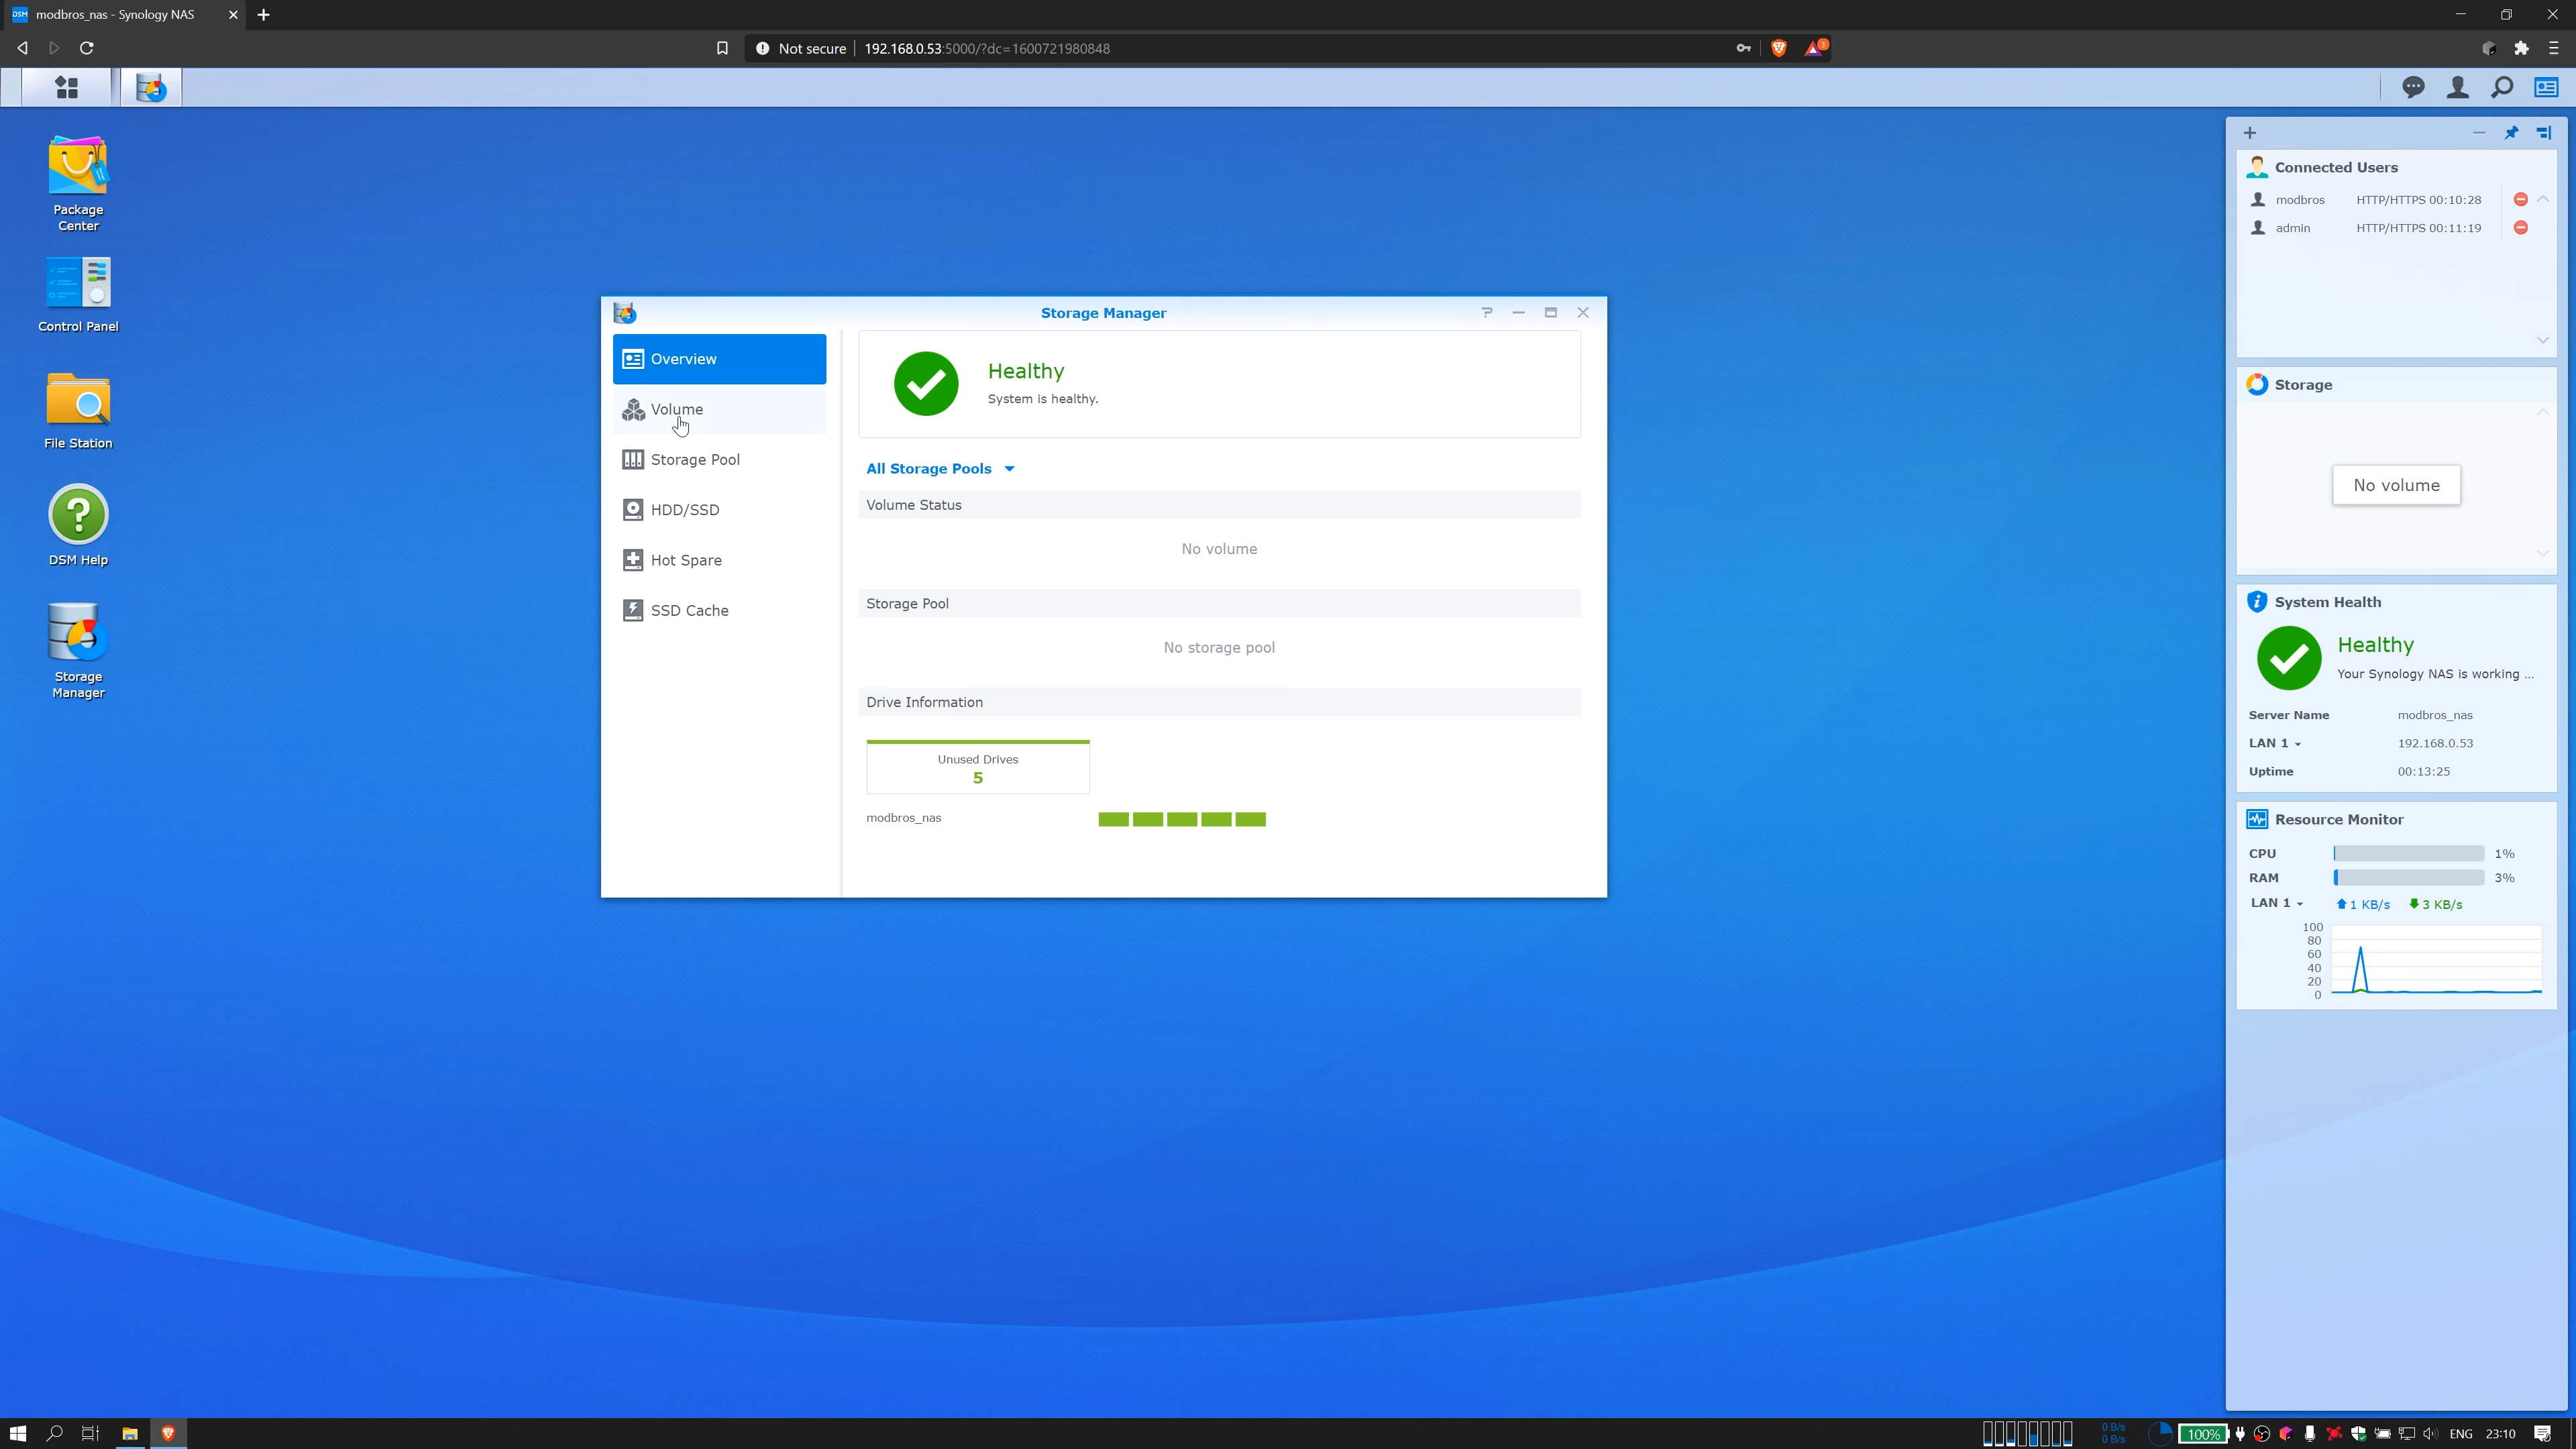 DSM modbros_nas - Synology NAS
Not secure 192.168.0.53:5000/?dc=1600721980848
3
Package
Center
Control Panel
File Station
DSM Help
Storage
Manager
Storage Manager
Overview
Volume
Storage Pool
HDD/SSD
Hot Spare
SSD Cache
Healthy
System is healthy.
All Storage Pools
Volume Status
No volume
Storage Pool
No storage pool
Drive Information
Unused Drives
5
modbros_nas
Connected Users
modbros HTTP/HTTPS 00:10:28
admin HTTP/HTTPS 00:11:19
Storage
No volume
System Health
Healthy
Your Synology NAS is working ...
Server Name modbros_nas
LAN 1 192.168.0.53
Uptime 00:13:25
Resource Monitor
CPU 1%
RAM 3%
LAN 1 1 KB/s 3 KB/s
100
80
60
40
20
0
0 B/s
0 B/s
100%
ENG 23:10